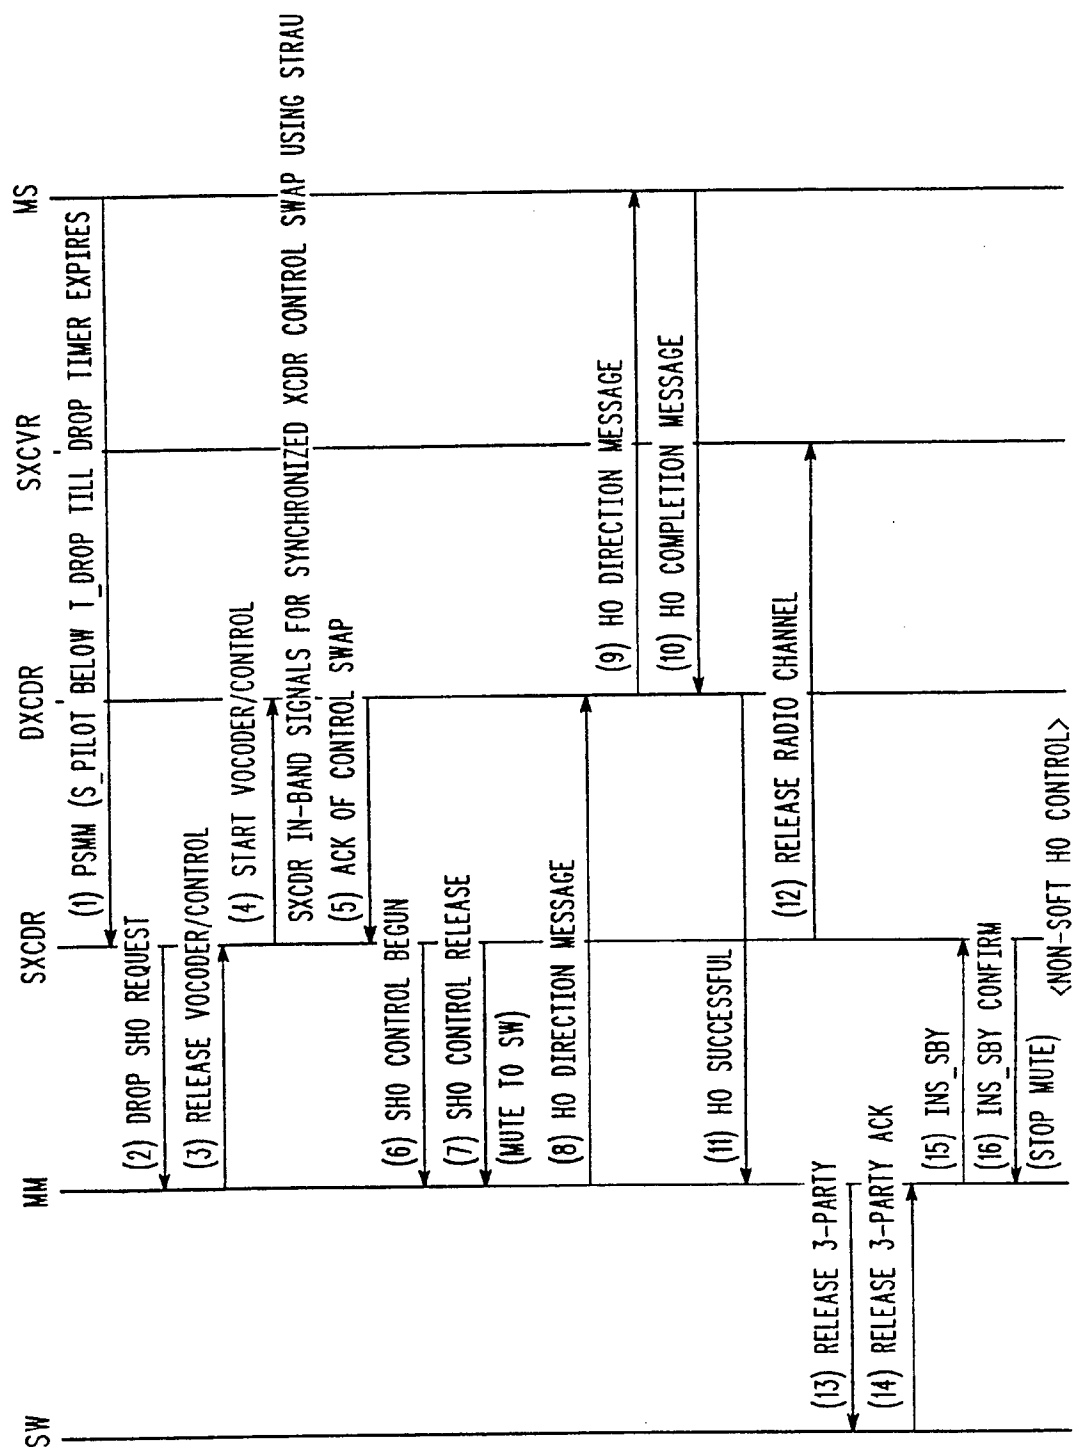 SW MM SXCDR DXCDR SXCVR MS
(1) PSMM (S_PILOT BELOW T_DROP TILL DROP TIMER EXPIRES
(2) DROP SHO REQUEST
(3) RELEASE VOCODER/CONTROL
(4) START VOCODER/CONTROL
SXCDR IN-BAND SIGNALS FOR SYNCHRONIZED XCDR CONTROL SWAP USING STRAU
(5) ACK OF CONTROL SWAP
(6) SHO CONTROL BEGUN
(7) SHO CONTROL RELEASE
(MUTE TO SW)
(8) HO DIRECTION MESSAGE
(9) HO DIRECTION MESSAGE
(10) HO COMPLETION MESSAGE
(11) HO SUCCESSFUL
(12) RELEASE RADIO CHANNEL
(13) RELEASE 3-PARTY
(14) RELEASE 3-PARTY ACK
(15) INS_SBY
(16) INS_SBY CONFIRM
(STOP MUTE)
<NON-SOFT HO CONTROL>